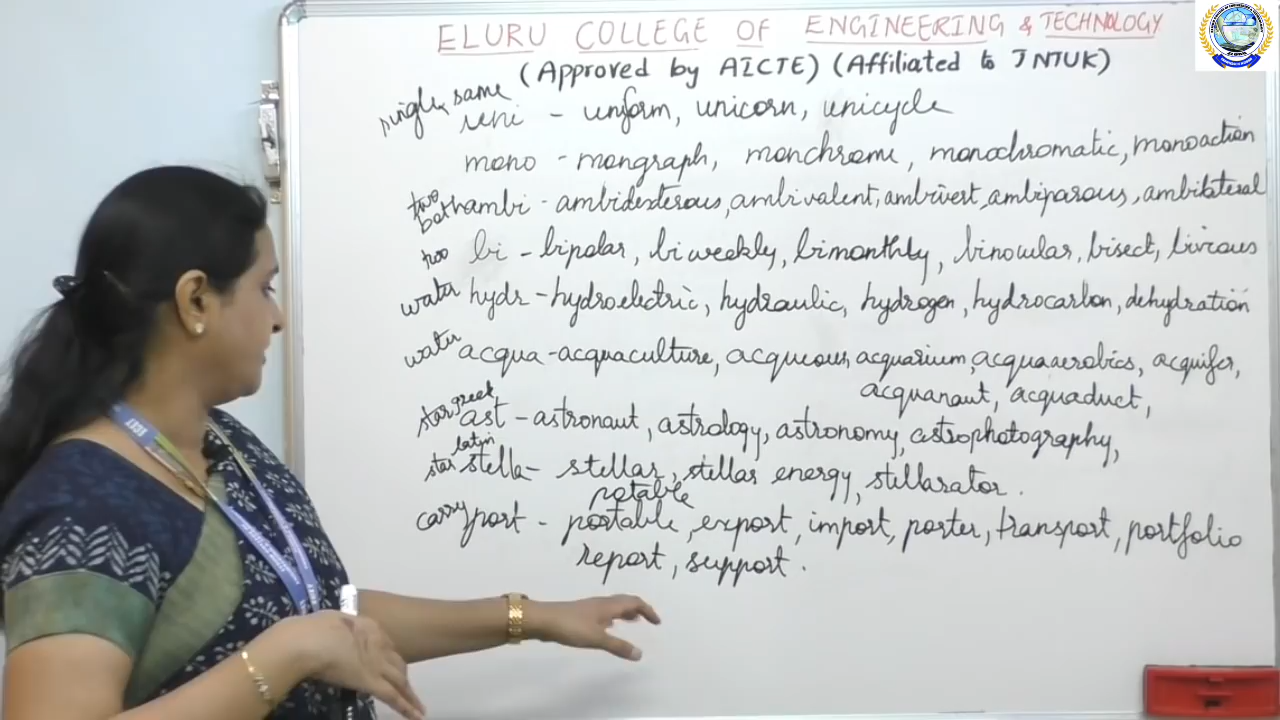 ELURU COLLEGE OF ENGINEERING & TECHNOLOGY
(Approved by AICTE) (Affiliated to JNTUK)
single, same uni - uniform, unicorn, unicycle
mono - mongraph, monchrome, monochromatic, monoaction
two both ambi - ambidexterous, ambivalent, ambivert, ambiparous, ambilateral
two bi - bipolar, biweekly, bimonthly, binocular, bisect, bivious
water hydr - hydroelectric, hydraulic, hydrogen, hydrocarbon, dehydration
water acqua - acquaculture, acqueous, acquarium, acquaaerobics, acquifer,
acquanaut, acquaduct,
star greek ast - astronaut, astrology, astronomy, astrophotography,
star latin stella - stellar, stellar energy, stellarator.
potable
carry port - portable, export, import, porter, transport, portfolio
report, support.